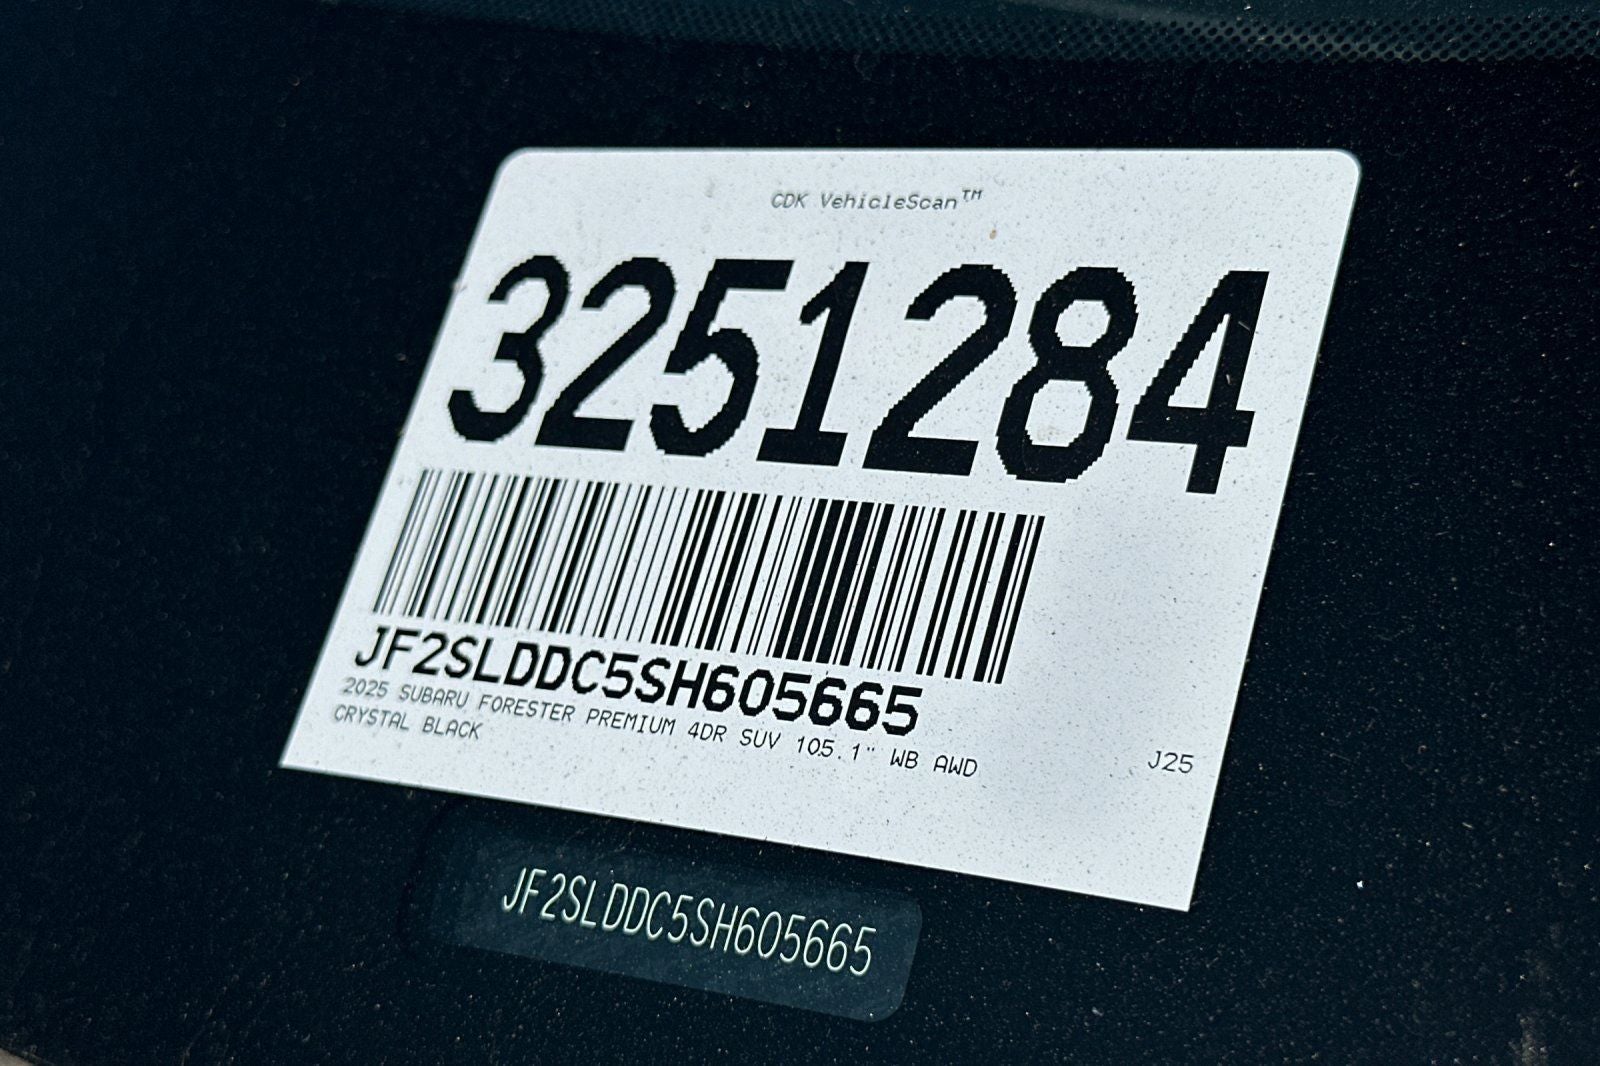 CDK VehicleScan™
3251284
JF2SLDDC5SH605665
2025 SUBARU FORESTER PREMIUM 4DR SUV 105.1" WB AWD
CRYSTAL BLACK
J25
JF2SLDDC5SH605665